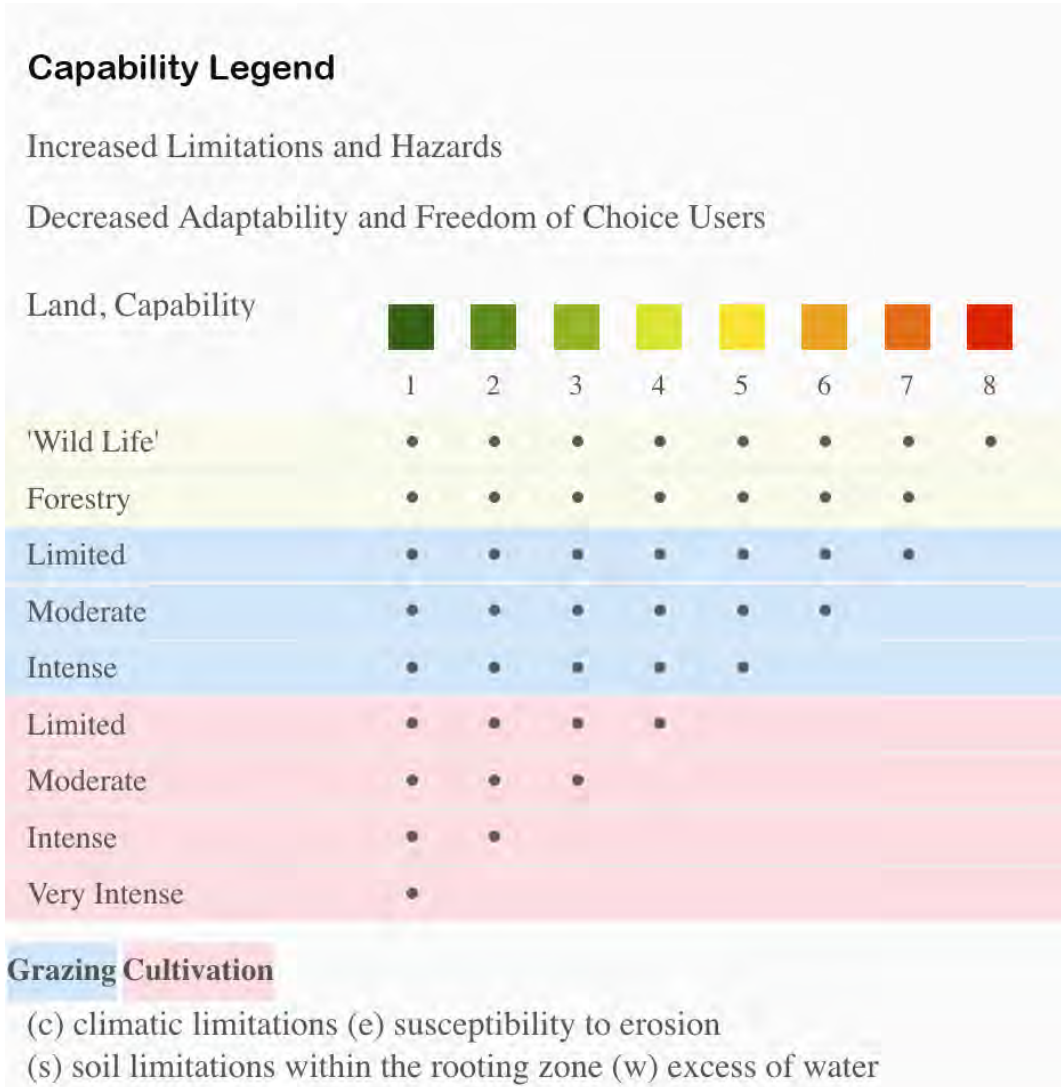 Capability Legend
Increased Limitations and Hazards
Decreased Adaptability and Freedom of Choice Users
Land, Capability
1 2 3 4 5 6 7 8
'Wild Life'
Forestry
Limited
Moderate
Intense
Limited
Moderate
Intense
Very Intense
Grazing Cultivation
(c) climatic limitations (e) susceptibility to erosion
(s) soil limitations within the rooting zone (w) excess of water